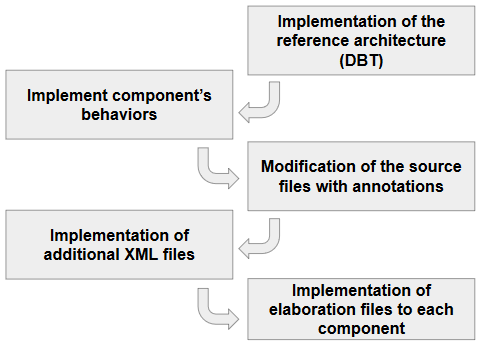 Implementation of the
reference architecture
(DBT)
Implement component's
behaviors
Modification of the source
files with annotations
Implementation of
additional XML files
Implementation of
elaboration files to each
component